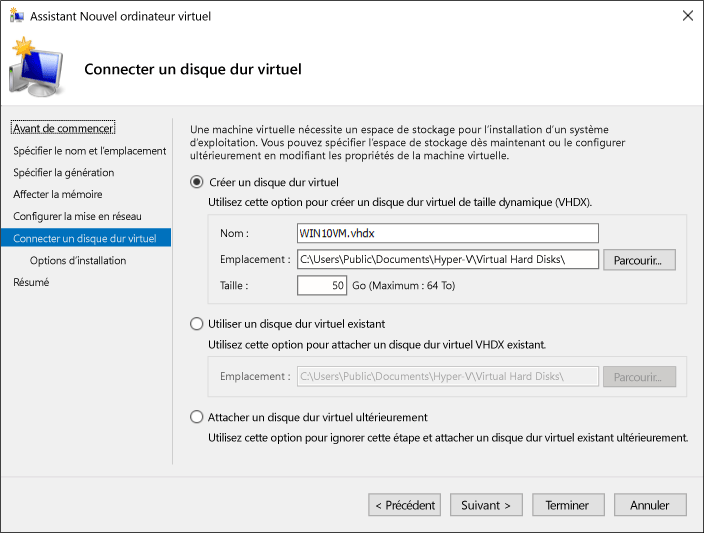 Assistant Nouvel ordinateur virtuel
Connecter un disque dur virtuel
Avant de commencer
Spécifier le nom et l'emplacement
Spécifier la génération
Affecter la mémoire
Configurer la mise en réseau
Connecter un disque dur virtuel
Options d'installation
Résumé
Une machine virtuelle nécessite un espace de stockage pour l'installation d'un système
d'exploitation. Vous pouvez spécifier l'espace de stockage dès maintenant ou le configurer
ultérieurement en modifiant les propriétés de la machine virtuelle.
Créer un disque dur virtuel
Utilisez cette option pour créer un disque dur virtuel de taille dynamique (VHDX).
Nom : WIN10VM.vhdx
Emplacement : C:\Users\Public\Documents\Hyper-V\Virtual Hard Disks\ Parcourir...
Taille : 50 Go (Maximum : 64 To)
Utiliser un disque dur virtuel existant
Utilisez cette option pour attacher un disque dur virtuel VHDX existant.
Emplacement : C:\Users\Public\Documents\Hyper-V\Virtual Hard Disks\ Parcourir...
Attacher un disque dur virtuel ultérieurement
Utilisez cette option pour ignorer cette étape et attacher un disque dur virtuel existant ultérieurement.
< Précédent Suivant > Terminer Annuler